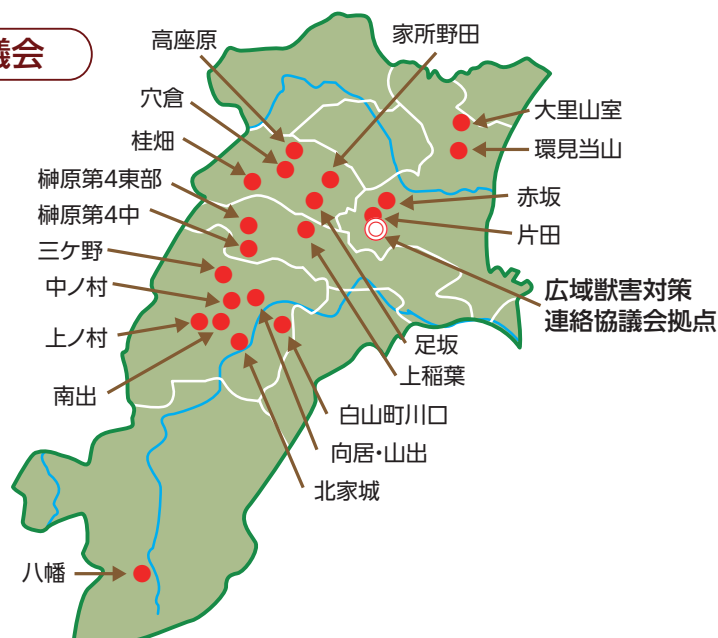 議会
高座原
家所野田
穴倉
桂畑
榊原第4東部
榊原第4中
三ケ野
中ノ村
上ノ村
南出
大里山室
環見当山
赤坂
片田
広域獣害対策
連絡協議会拠点
足坂
上稲葉
白山町川口
向居・山出
北家城
八幡